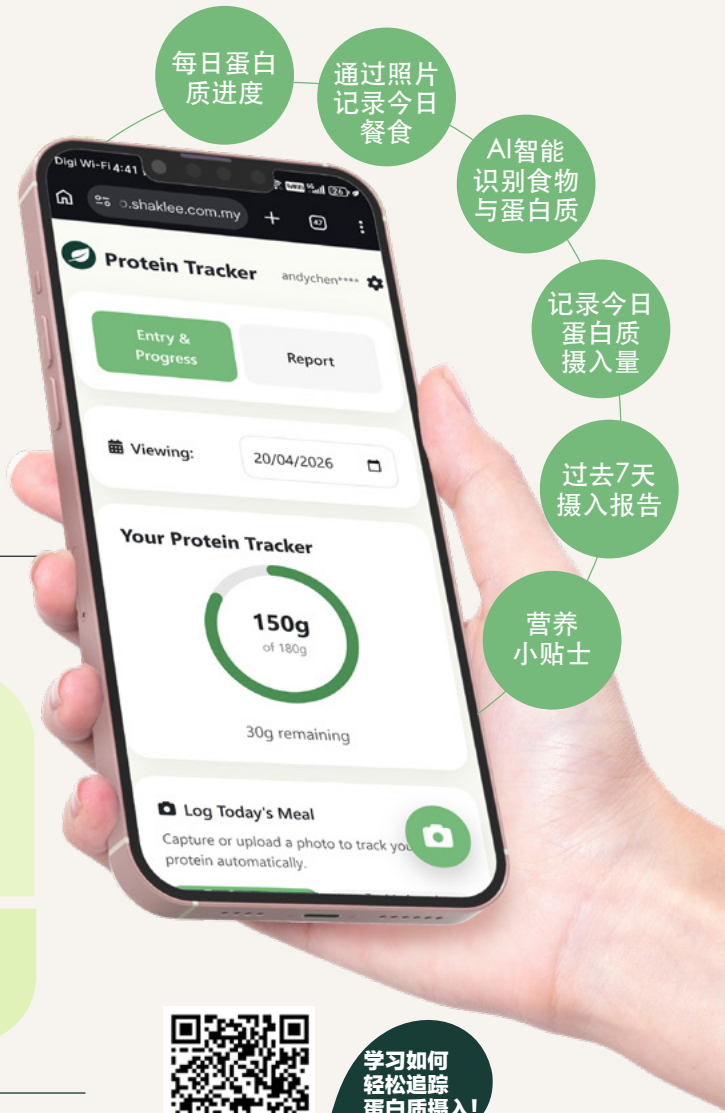 每日蛋白
质进度
通过照片
记录今日
餐食
AI智能
识别食物
与蛋白质
记录今日
蛋白质
摄入量
过去7天
摄入报告
营养
小贴士
Digi Wi-Fi 4:41
o.shaklee.com.my
47
Protein Tracker
andychen****
Entry &
Progress
Report
Viewing:
20/04/2026
Your Protein Tracker
150g
of 180g
30g remaining
Log Today's Meal
Capture or upload a photo to track
protein automatically.
学习如何
轻松追踪
蛋白质摄入!